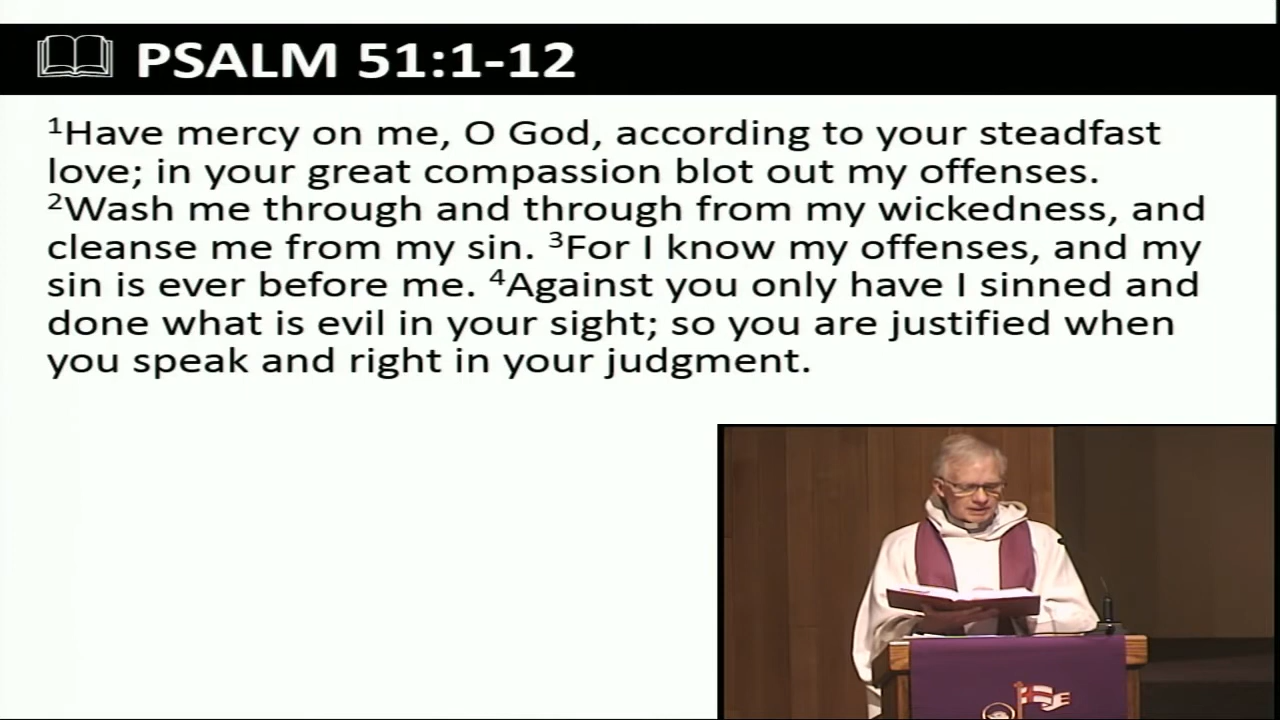 PSALM 51:1-12
¹Have mercy on me, O God, according to your steadfast
love; in your great compassion blot out my offenses.
²Wash me through and through from my wickedness, and
cleanse me from my sin. ³For I know my offenses, and my
sin is ever before me. ⁴Against you only have I sinned and
done what is evil in your sight; so you are justified when
you speak and right in your judgment.